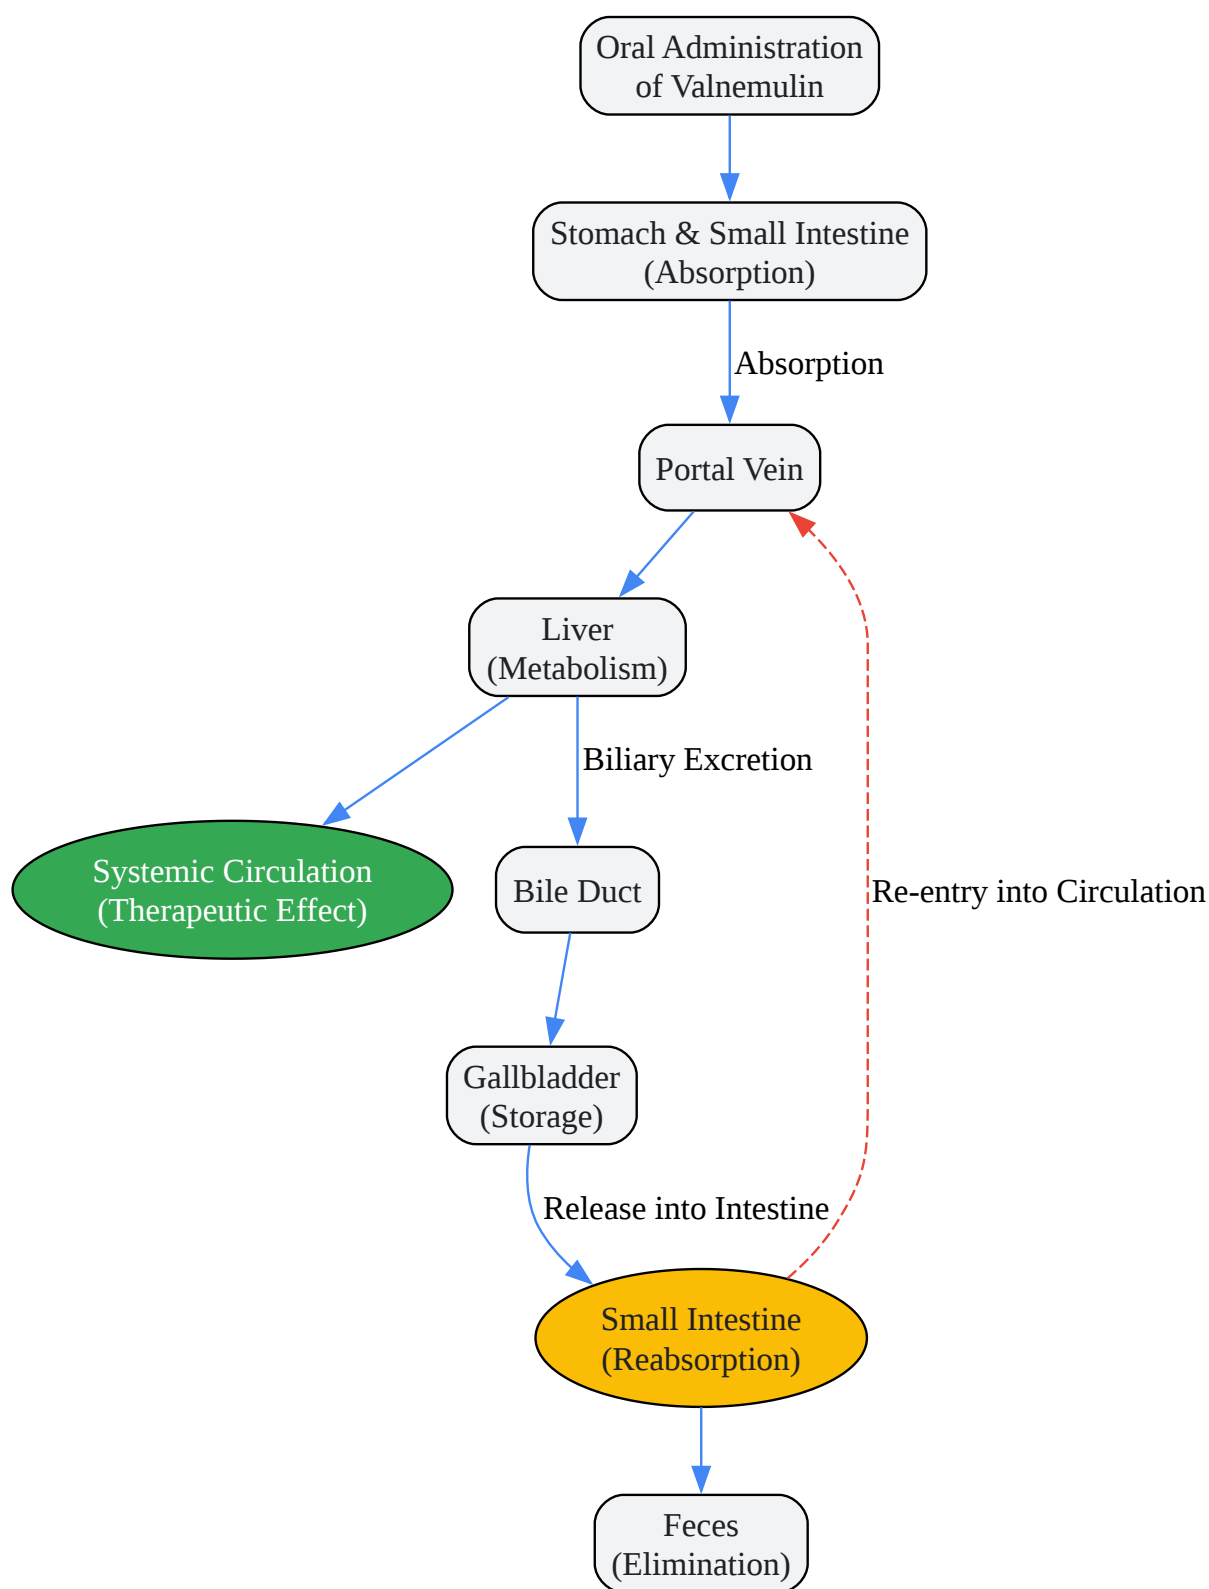 Oral Administration
of Valnemulin
Stomach & Small Intestine
(Absorption)
Absorption
Portal Vein
Liver
(Metabolism)
Biliary Excretion
Systemic Circulation
(Therapeutic Effect)
Bile Duct
Re-entry into Circulation
Gallbladder
(Storage)
Release into Intestine
Small Intestine
(Reabsorption)
Feces
(Elimination)